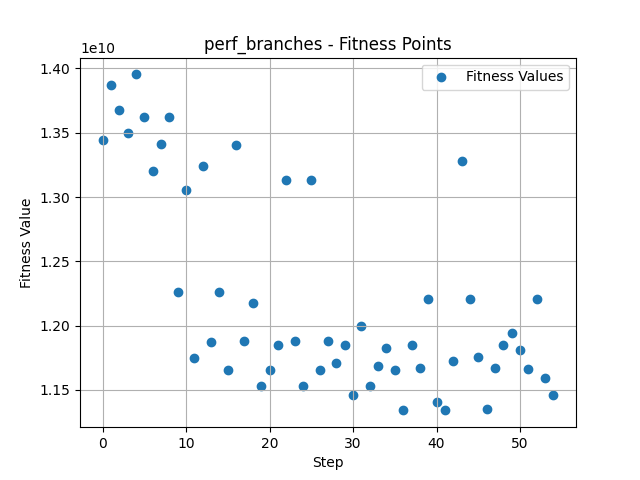 perf_branches - Fitness Points
1e10
1.40
1.35
1.30
1.25
1.20
1.15
Fitness Values
Fitness Value
0 10 20 30 40 50
Step